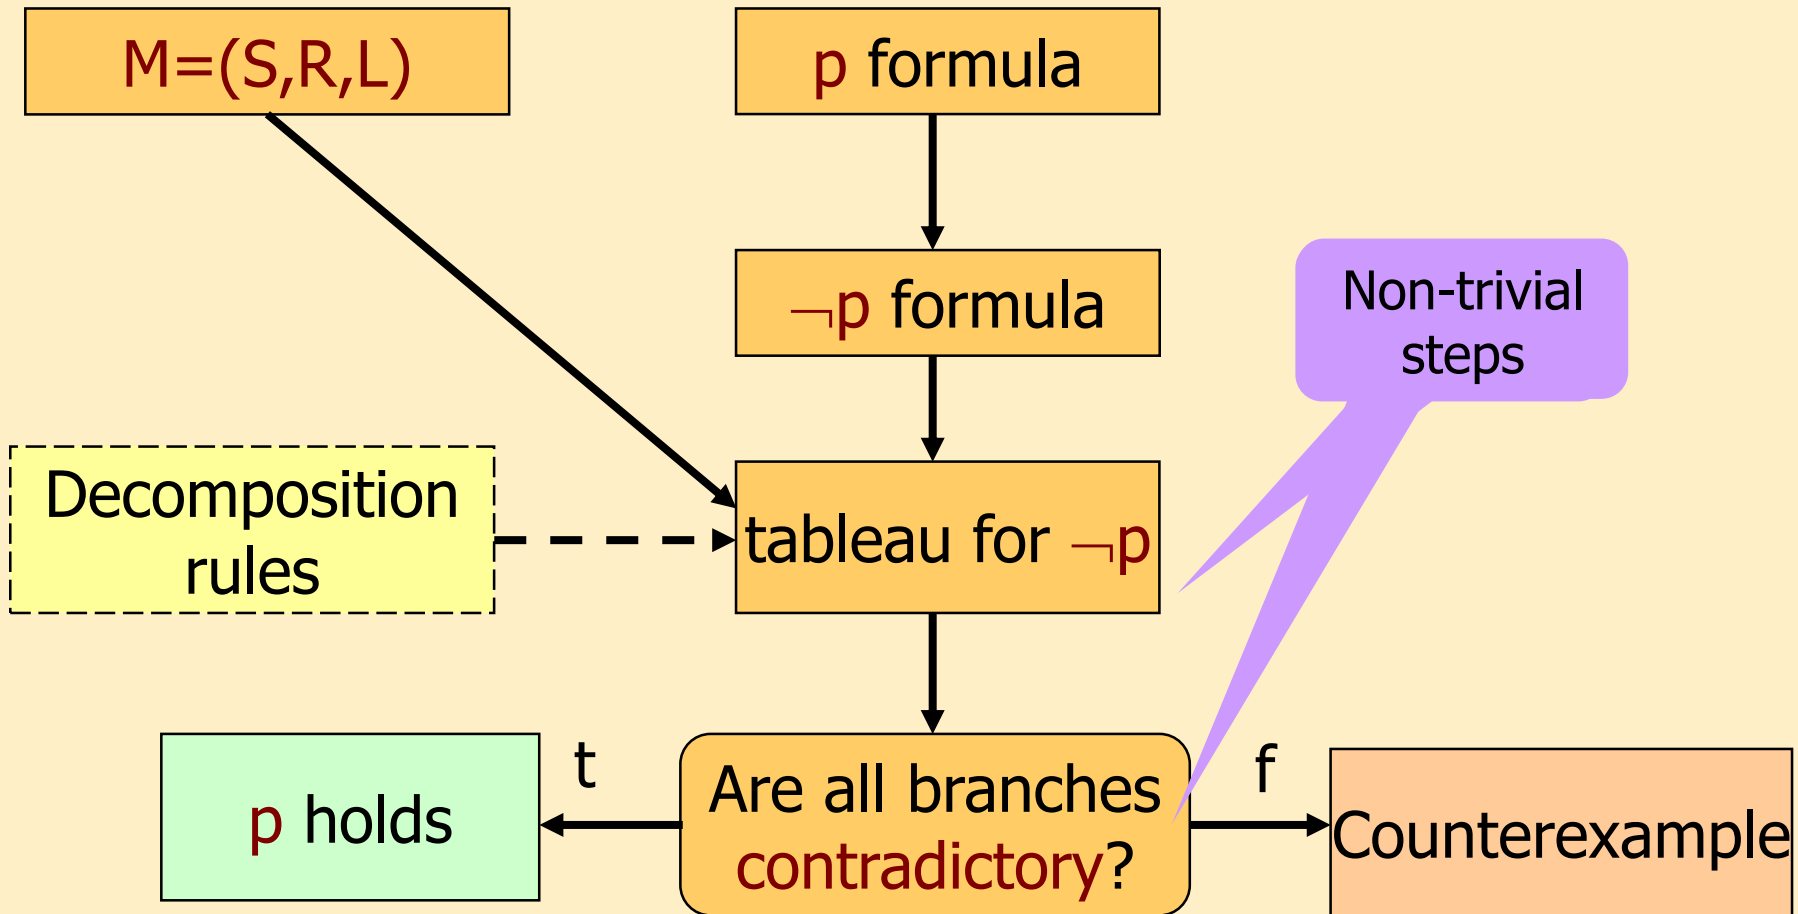 M=(S,R,L)
p formula
¬p formula
Non-trivial
steps
Decomposition
rules
tableau for ¬p
p holds
t
Are all branches
contradictory?
f
Counterexample